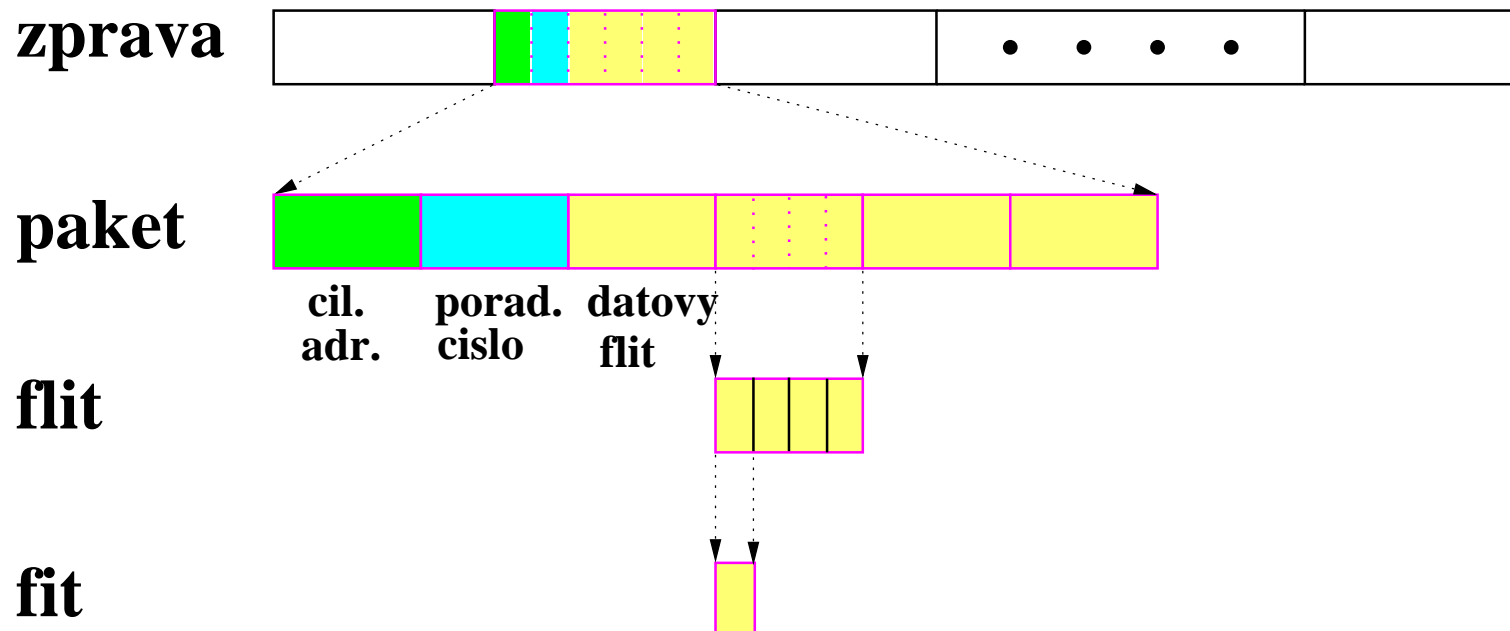 zprava
paket
cil.
adr.
porad.
cislo
datovy
flit
flit
fit